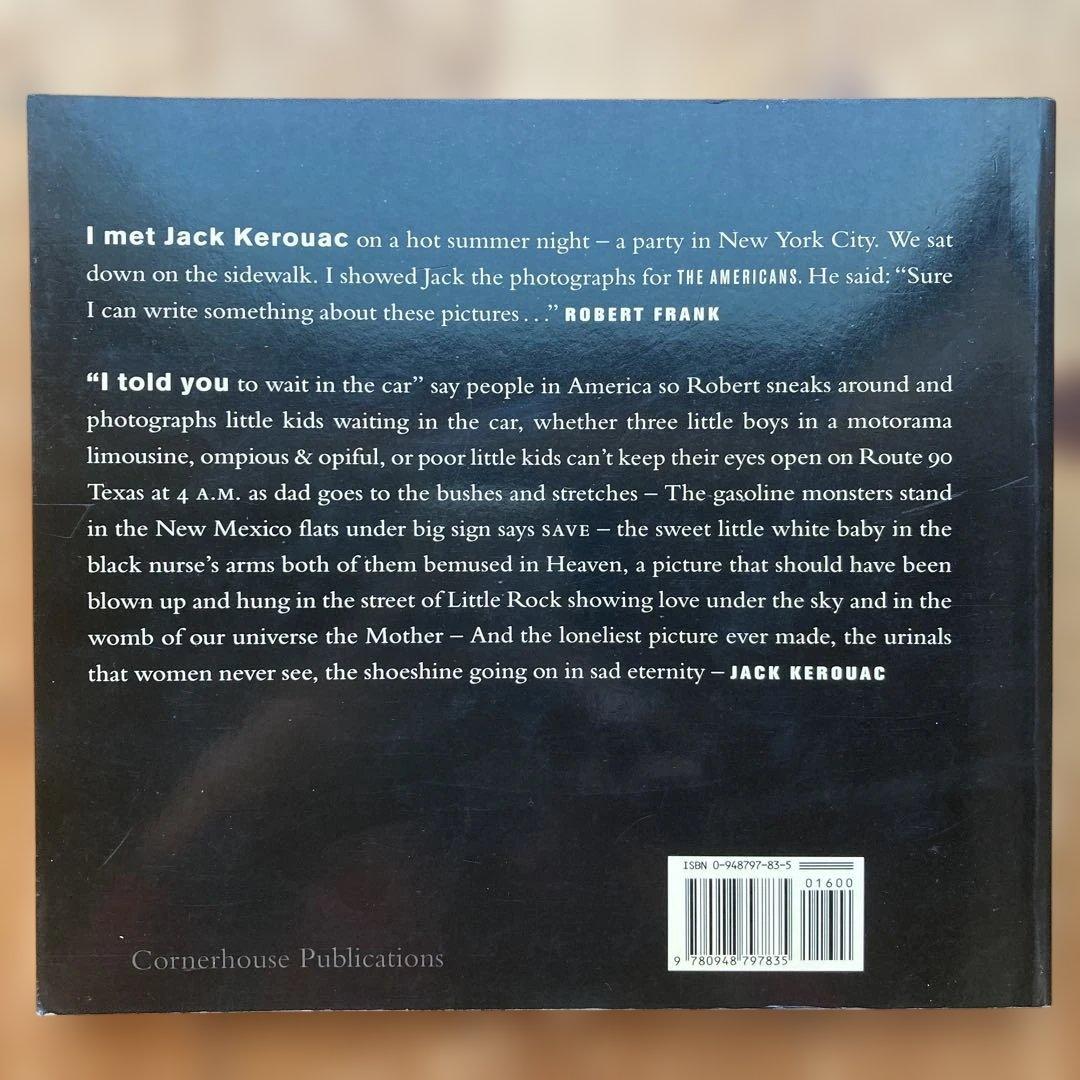 I met Jack Kerouac on a hot summer night – a party in New York City. We sat
down on the sidewalk. I showed Jack the photographs for THE AMERICANS. He said: “Sure
I can write something about these pictures . . .” ROBERT FRANK
“I told you to wait in the car” say people in America so Robert sneaks around and
photographs little kids waiting in the car, whether three little boys in a motorama
limousine, ompious & opiful, or poor little kids can’t keep their eyes open on Route 90
Texas at 4 A.M. as dad goes to the bushes and stretches – The gasoline monsters stand
in the New Mexico flats under big sign says SAVE – the sweet little white baby in the
black nurse’s arms both of them bemused in Heaven, a picture that should have been
blown up and hung in the street of Little Rock showing love under the sky and in the
womb of our universe the Mother – And the loneliest picture ever made, the urinals
that women never see, the shoeshine going on in sad eternity – JACK KEROUAC
ISBN 0-948797-83-5
01600
9 780948 797835
Cornerhouse Publications